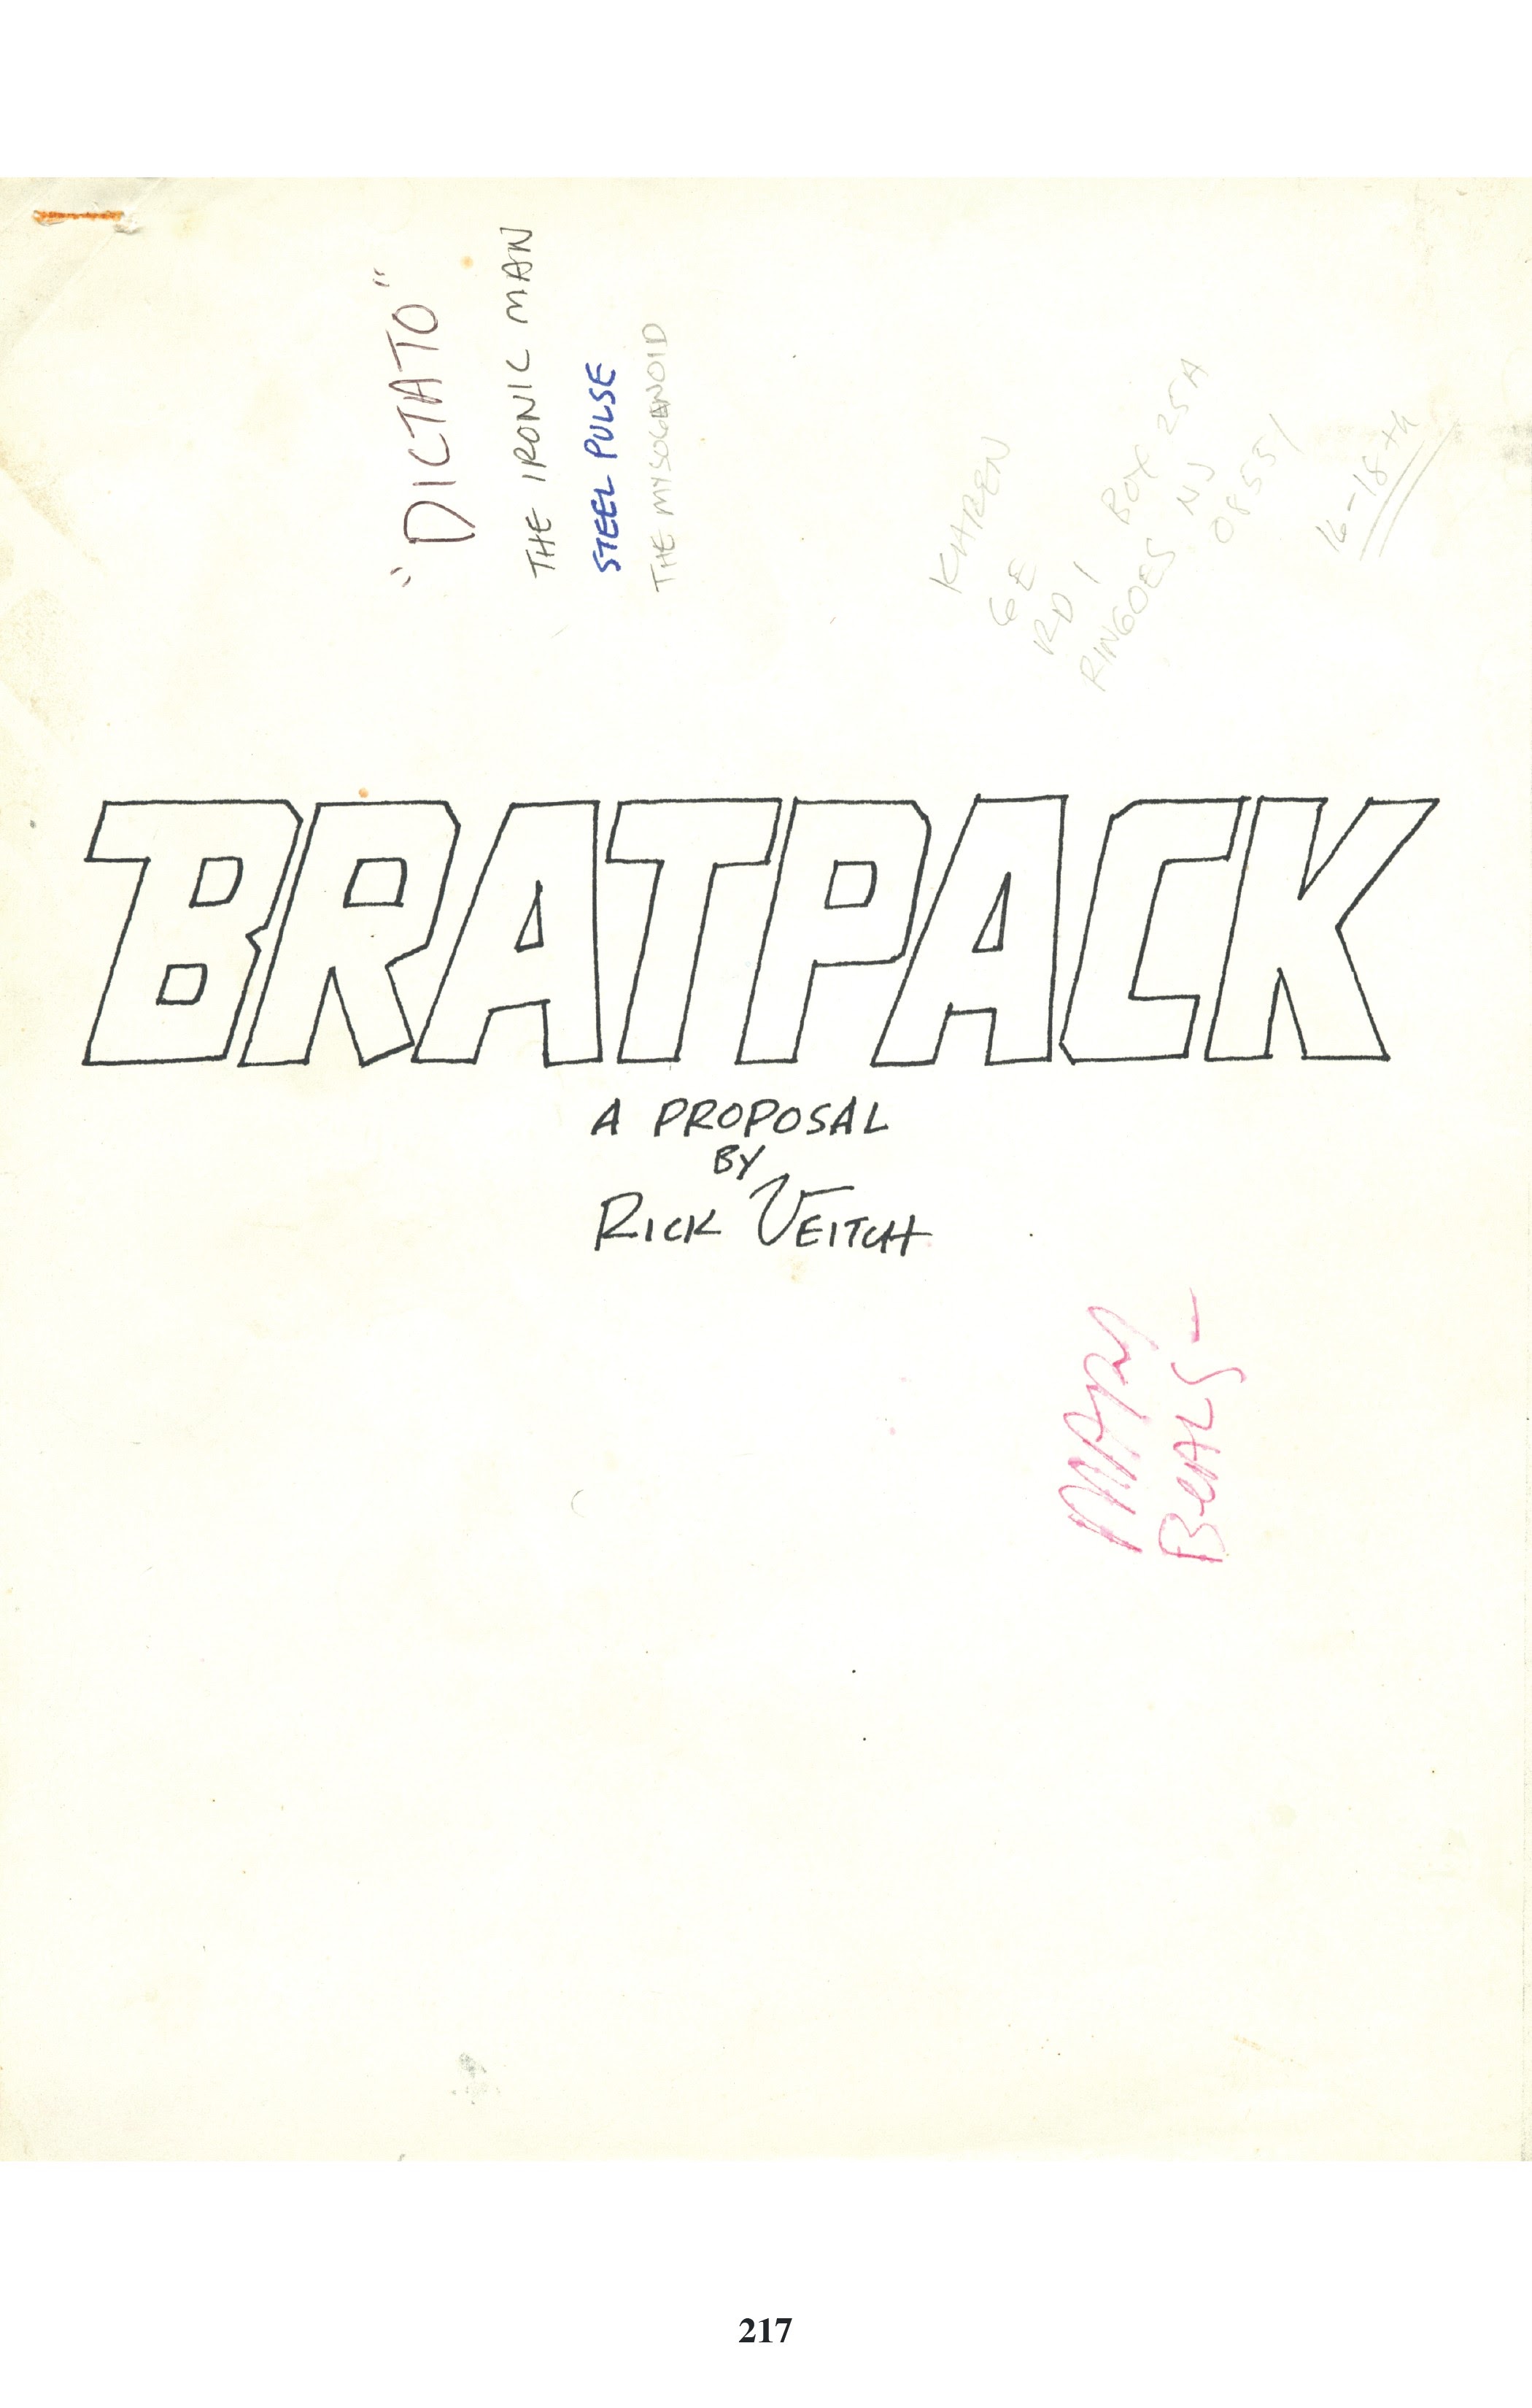 "DICTATO"
THE IRONIC MAN
STEEL PULSE
THE MYSOGANOID
KAREN
RD 1 BOX 25A
RINGOES NJ
08551
16-18th
BRATPACK
A PROPOSAL
BY
RICK VEITCH
BEALS-
217